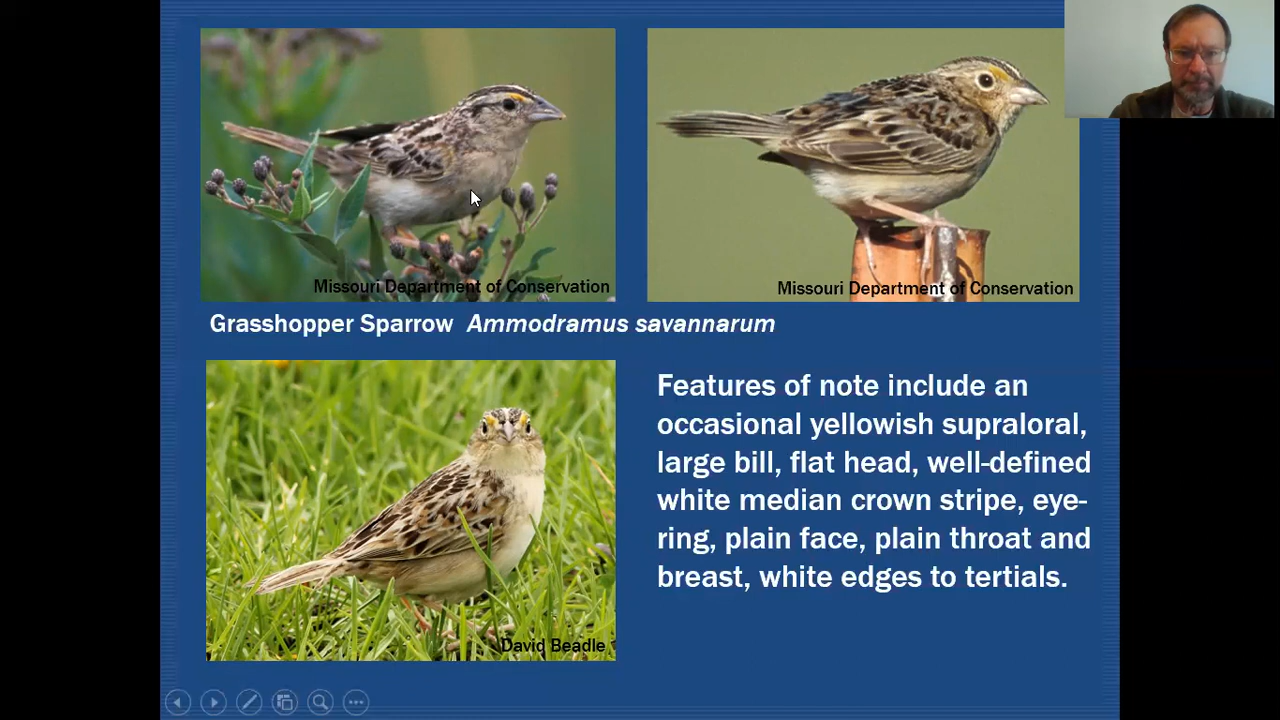 Missouri Department of Conservation
Missouri Department of Conservation
Grasshopper Sparrow Ammodramus savannarum
Features of note include an
occasional yellowish supraloral,
large bill, flat head, well-defined
white median crown stripe, eye-
ring, plain face, plain throat and
breast, white edges to tertials.
David Beadle